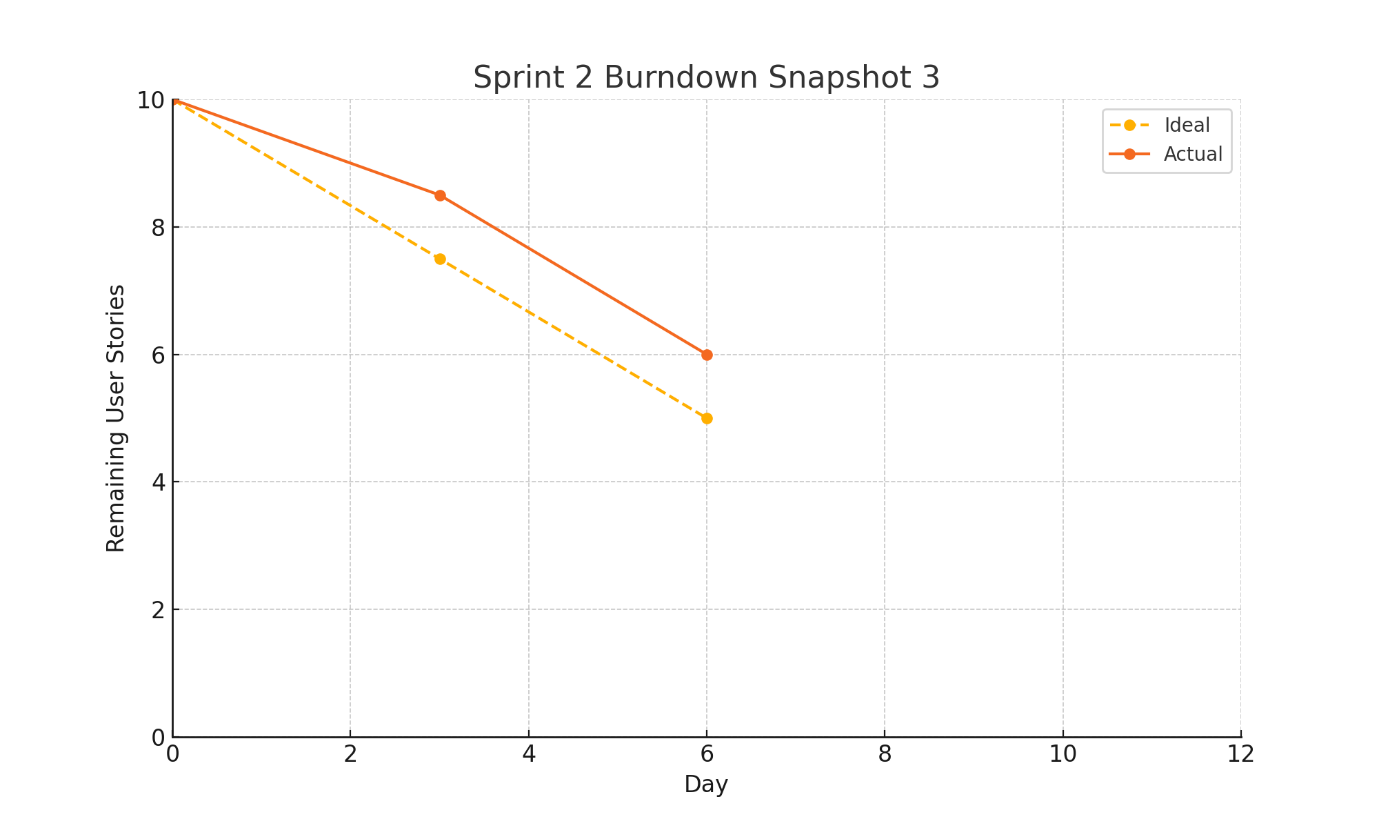 Sprint 2 Burndown Snapshot 3
Ideal
Actual
Remaining User Stories
10
8
6
4
2
0
0 2 4 6 8 10 12
Day